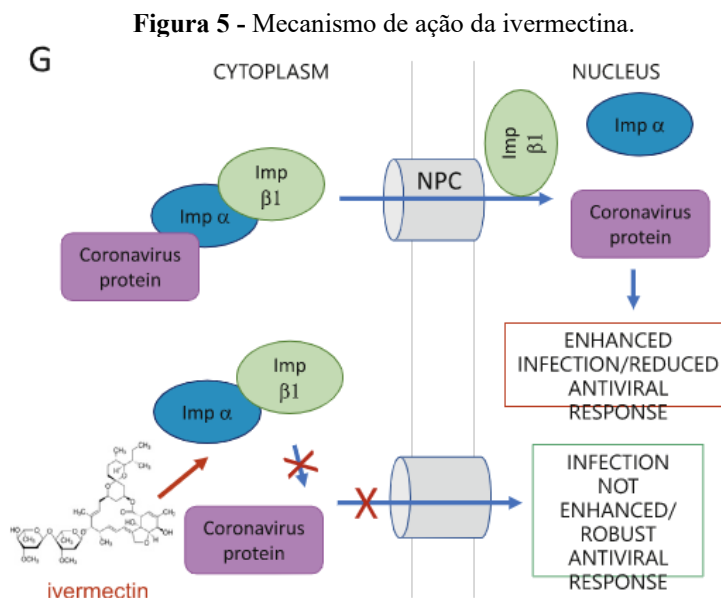 Figura 5 - Mecanismo de ação da ivermectina.
G
CYTOPLASM
NUCLEUS
Imp
β1
Imp α
Coronavirus
protein
NPC
Imp
β1
Imp α
Coronavirus
protein
ENHANCED
INFECTION/REDUCED
ANTIVIRAL
RESPONSE
Imp
β1
Imp α
Coronavirus
protein
INFECTION
NOT
ENHANCED/
ROBUST
ANTIVIRAL
RESPONSE
ivermectin